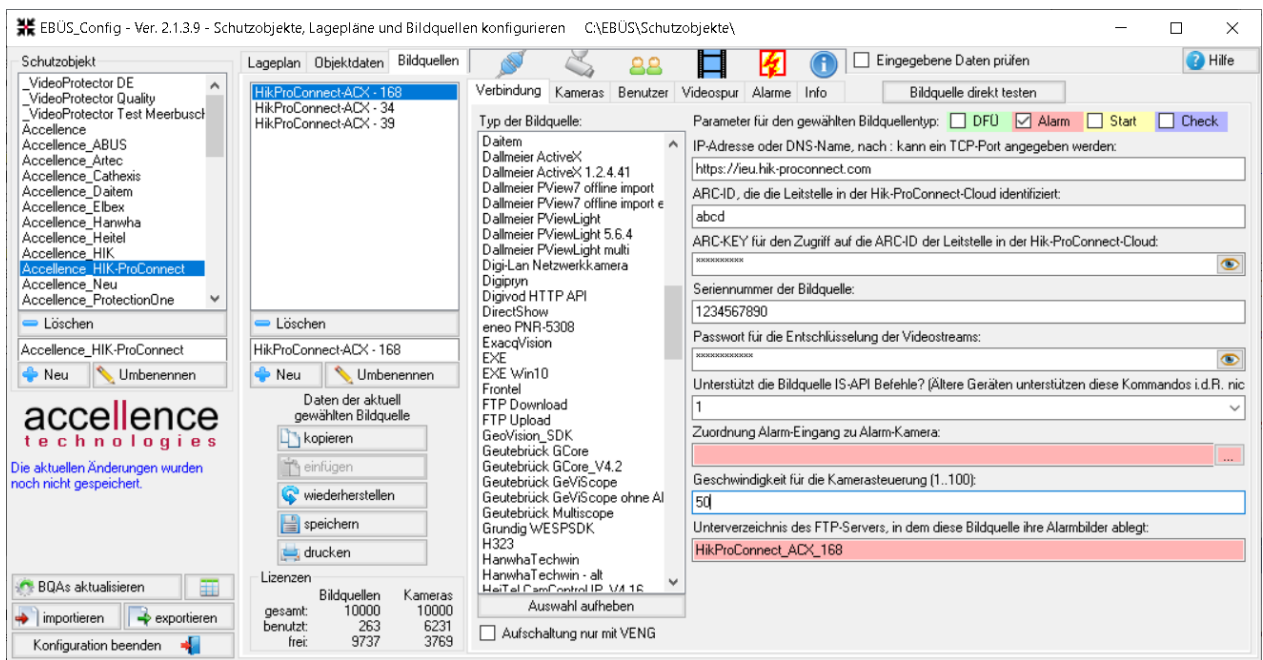 EBÜS_Config - Ver. 2.1.3.9 - Schutzobjekte, Lagepläne und Bildquellen konfigurieren C:\EBÜS\Schutzobjekte\
Schutzobjekt
_VideoProtector DE
_VideoProtector Quality
_VideoProtector Test Meerbusch
Accellence
Accellence_ABUS
Accellence_Artec
Accellence_Cathexis
Accellence_Daitem
Accellence_Elbex
Accellence_Hanwha
Accellence_Heitel
Accellence_HIK
Accellence_HIK-ProConnect
Accellence_Neu
Accellence_ProtectionOne
Löschen
Accellence_HIK-ProConnect
Neu Umbenennen
accellence
technologies
Die aktuellen Änderungen wurden
noch nicht gespeichert.
BQAs aktualisieren
importieren exportieren
Konfiguration beenden
Lageplan Objektdaten Bildquellen
HikProConnect-ACX - 168
HikProConnect-ACX - 34
HikProConnect-ACX - 39
Löschen
HikProConnect-ACX - 168
Neu Umbenennen
Daten der aktuell
gewählten Bildquelle
kopieren
einfügen
wiederherstellen
speichern
drucken
Lizenzen
Bildquellen Kameras
gesamt: 10000 10000
benutzt: 263 6231
frei: 9737 3769
Eingegebene Daten prüfen
Hilfe
Verbindung Kameras Benutzer Videospur Alarme Info
Bildquelle direkt testen
Typ der Bildquelle:
Daitem
Dallmeier ActiveX
Dallmeier ActiveX 1.2.4.41
Dallmeier PView7 offline import
Dallmeier PView7 offline import e
Dallmeier PViewLight
Dallmeier PViewLight 5.6.4
Dallmeier PViewLight multi
Digi-Lan Netzwerkkamera
Digipryn
Digivod HTTP API
DirectShow
eneo PNR-5308
ExacqVision
EXE
EXE Win10
Frontel
FTP Download
FTP Upload
GeoVision_SDK
Geutebrück GCore
Geutebrück GCore_V4.2
Geutebrück GeViScope
Geutebrück GeViScope ohne Al
Geutebrück Multiscope
Grundig WESPSDK
H323
HanwhaTechwin
HanwhaTechwin - alt
HeiTel CamControl IP V4.16
Auswahl aufheben
Aufschaltung nur mit VENG
Parameter für den gewählten Bildquellentyp: DFÜ Alarm Start Check
IP-Adresse oder DNS-Name, nach : kann ein TCP-Port angegeben werden:
https://ieu.hik-proconnect.com
ARC-ID, die die Leitstelle in der Hik-ProConnect-Cloud identifiziert:
abcd
ARC-KEY für den Zugriff auf die ARC-ID der Leitstelle in der Hik-ProConnect-Cloud:
××××××××××
Seriennummer der Bildquelle:
1234567890
Passwort für die Entschlüsselung der Videostreams:
××××××××××××
Unterstützt die Bildquelle IS-API Befehle? (Ältere Geräten unterstützen diese Kommandos i.d.R. nic
1
Zuordnung Alarm-Eingang zu Alarm-Kamera:
...
Geschwindigkeit für die Kamerasteuerung (1..100):
50
Unterverzeichnis des FTP-Servers, in dem diese Bildquelle ihre Alarmbilder ablegt:
HikProConnect_ACX_168